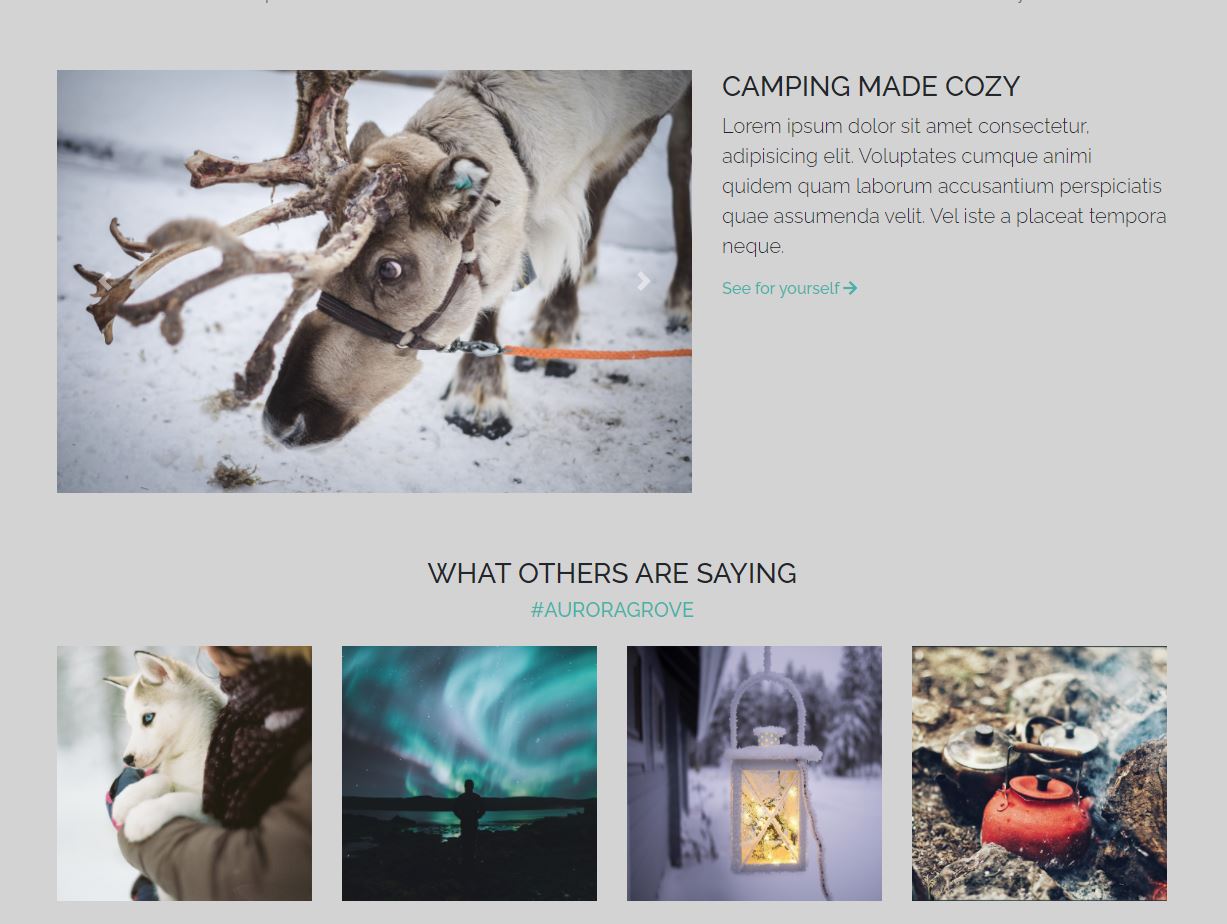 CAMPING MADE COZY
Lorem ipsum dolor sit amet consectetur,
adipisicing elit. Voluptates cumque animi
quidem quam laborum accusantium perspiciatis
quae assumenda velit. Vel iste a placeat tempora
neque.
See for yourself
WHAT OTHERS ARE SAYING
#AURORAGROVE